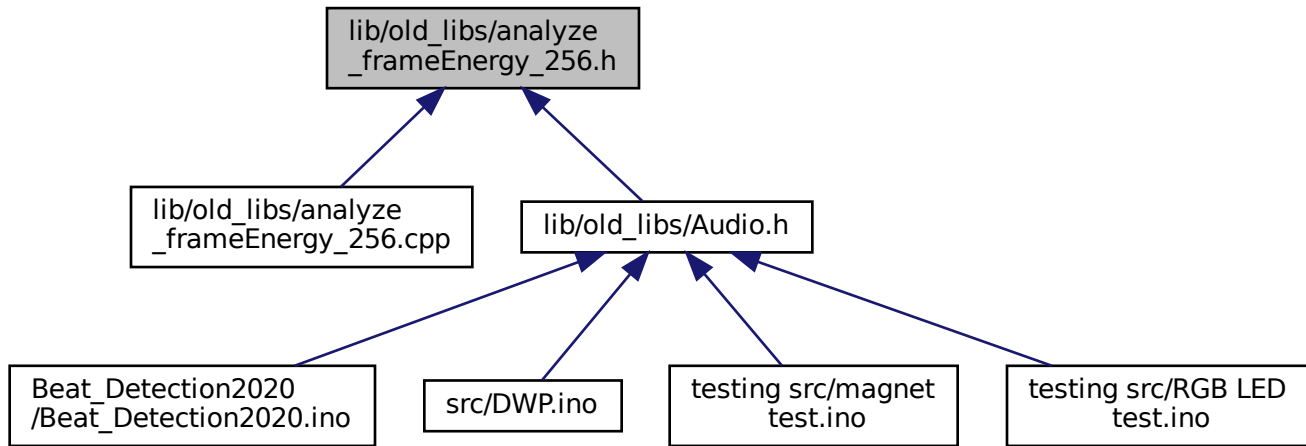 lib/old_libs/analyze
_frameEnergy_256.h
lib/old_libs/analyze
_frameEnergy_256.cpp
lib/old_libs/Audio.h
Beat_Detection2020
/Beat_Detection2020.ino
src/DWP.ino
testing src/magnet
test.ino
testing src/RGB LED
test.ino